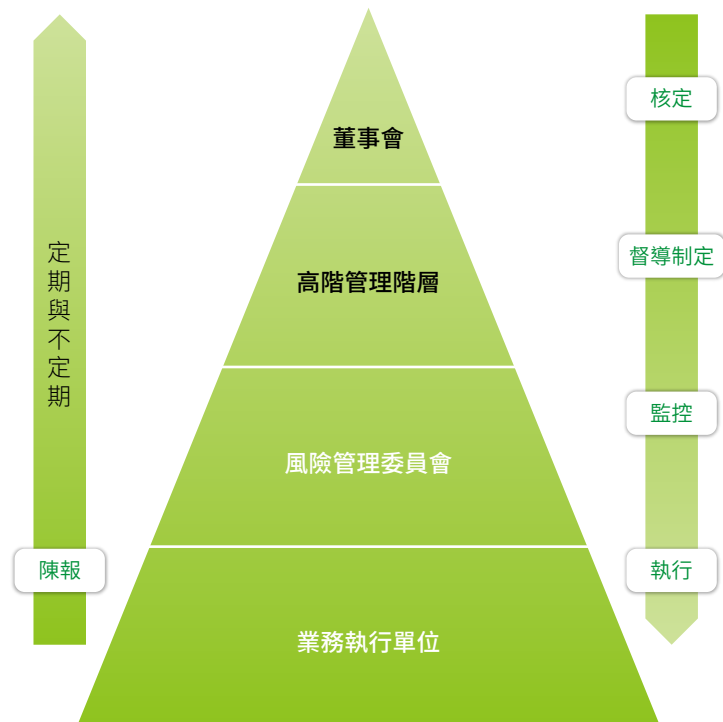 定期與不定期
陳報
董事會
高階管理階層
風險管理委員會
業務執行單位
核定
督導制定
監控
執行